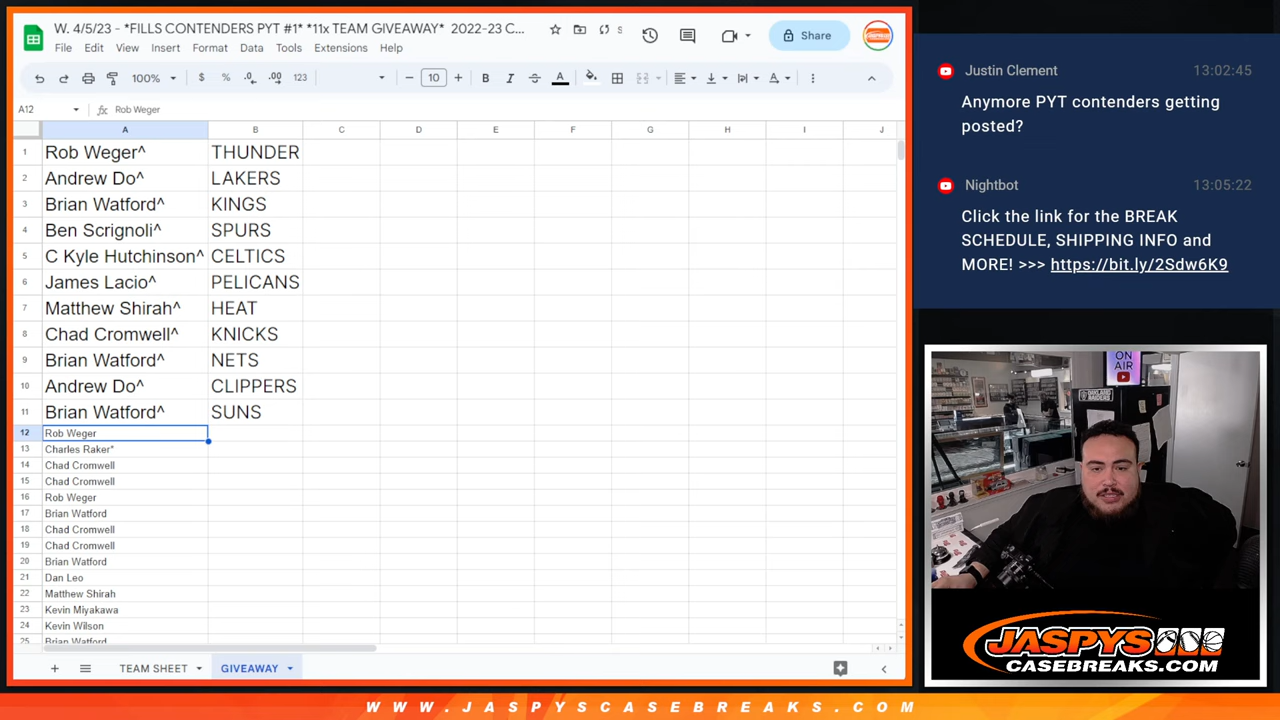 W. 4/5/23 - *FILLS CONTENDERS PYT #1* *11x TEAM GIVEAWAY* 2022-23 C...
Share
File Edit View Insert Format Data Tools Extensions Help
100% $ % .0 .00 123 10 B I A
A12 fx Rob Weger
A B C D E F G H I J
1 Rob Weger^ THUNDER
2 Andrew Do^ LAKERS
3 Brian Watford^ KINGS
4 Ben Scrignoli^ SPURS
5 C Kyle Hutchinson^ CELTICS
6 James Lacio^ PELICANS
7 Matthew Shirah^ HEAT
8 Chad Cromwell^ KNICKS
9 Brian Watford^ NETS
10 Andrew Do^ CLIPPERS
11 Brian Watford^ SUNS
12 Rob Weger
13 Charles Raker*
14 Chad Cromwell
15 Chad Cromwell
16 Rob Weger
17 Brian Watford
18 Chad Cromwell
19 Chad Cromwell
20 Brian Watford
21 Dan Leo
22 Matthew Shirah
23 Kevin Miyakawa
24 Kevin Wilson
25 Brian Watford
TEAM SHEET GIVEAWAY
Justin Clement 13:02:45
Anymore PYT contenders getting
posted?
Nightbot 13:05:22
Click the link for the BREAK
SCHEDULE, SHIPPING INFO and
MORE! >>> https://bit.ly/2Sdw6K9
ON
AIR
JASPYS
CASEBREAKS.COM
WWW.JASPYSCASEBREAKS.COM